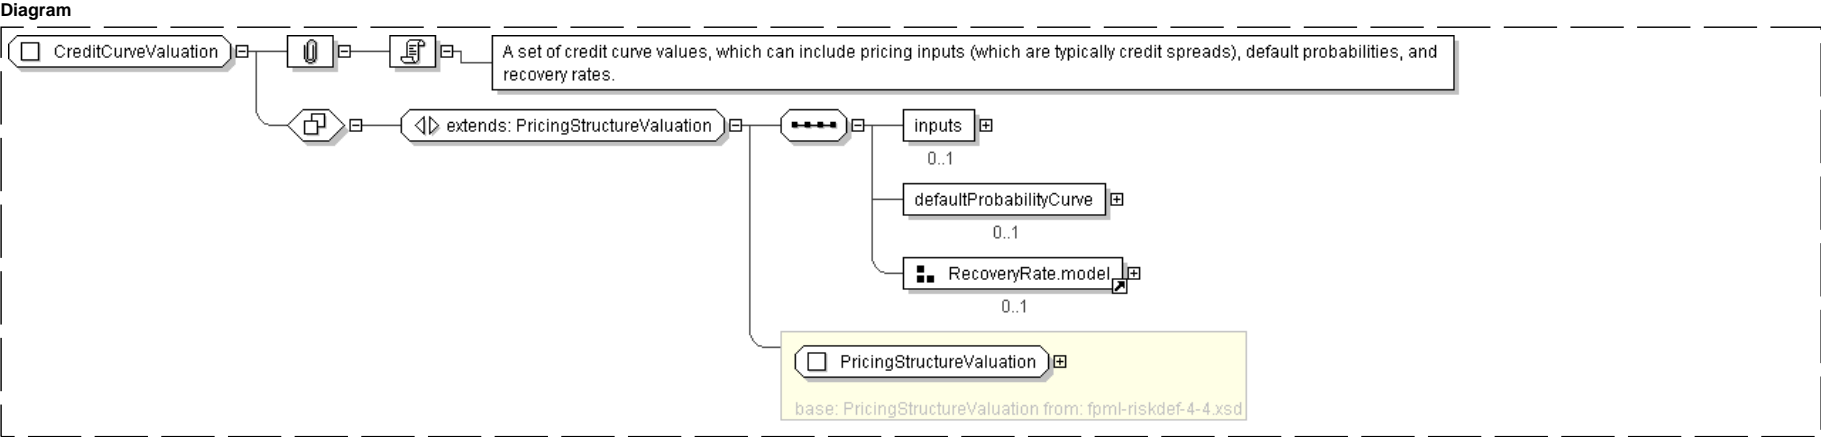 Diagram
CreditCurveValuation
A set of credit curve values, which can include pricing inputs (which are typically credit spreads), default probabilities, and
recovery rates.
extends: PricingStructureValuation
inputs
0..1
defaultProbabilityCurve
0..1
RecoveryRate.model
0..1
PricingStructureValuation
base: PricingStructureValuation from: fpml-riskdef-4-4.xsd